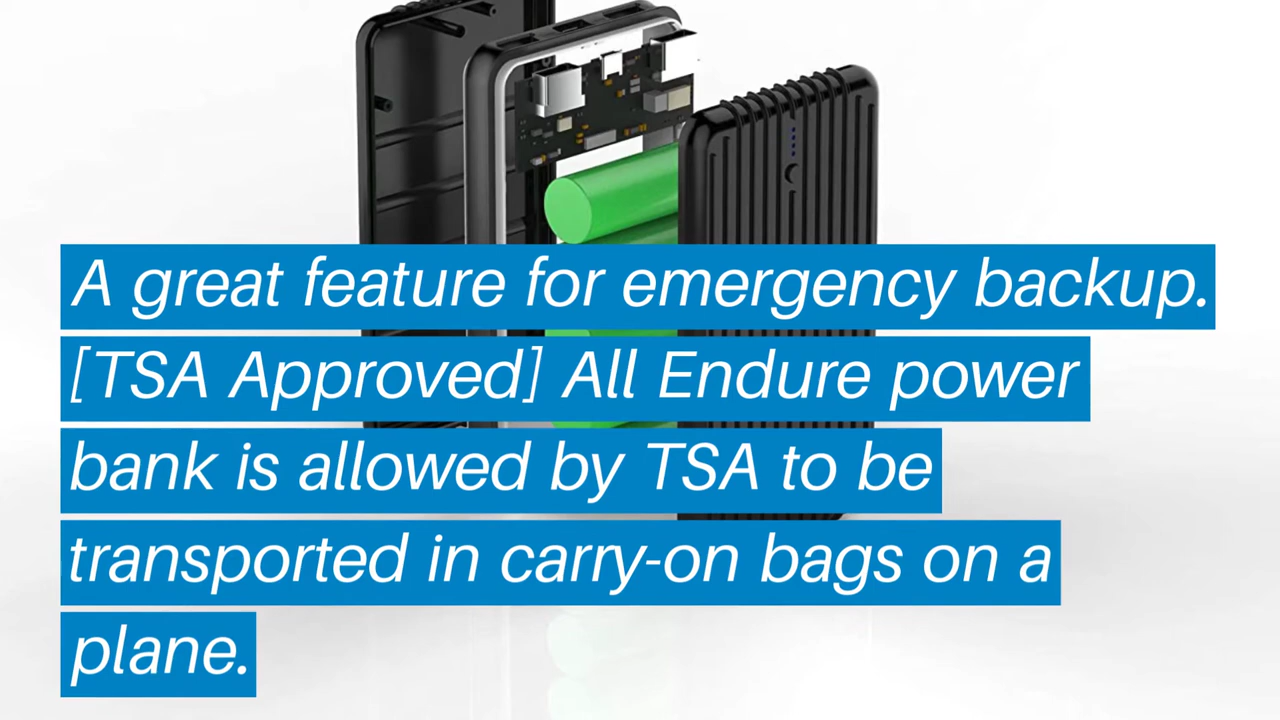 A great feature for emergency backup.
[TSA Approved] All Endure power
bank is allowed by TSA to be
transported in carry-on bags on a
plane.